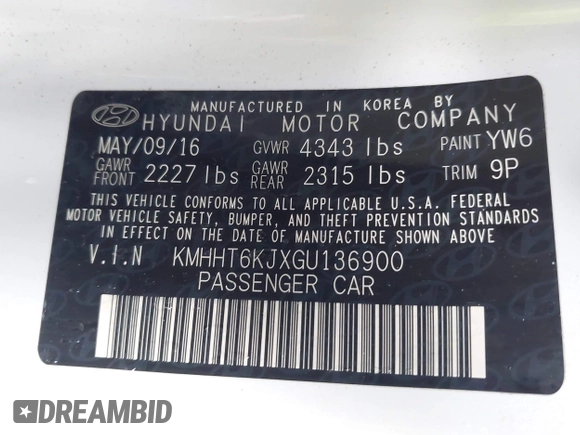 MANUFACTURED IN KOREA BY
HYUNDAI MOTOR COMPANY
MAY/09/16 GVWR 4343 lbs PAINT YW6
GAWR FRONT 2227 lbs GAWR REAR 2315 lbs TRIM 9P
THIS VEHICLE CONFORMS TO ALL APPLICABLE U.S.A. FEDERAL
MOTOR VEHICLE SAFETY, BUMPER, AND THEFT PREVENTION STANDARDS
IN EFFECT ON THE DATE OF MANUFACTURE SHOWN ABOVE
V.I.N KMHHT6KJXGU136900
PASSENGER CAR
DREAMBID